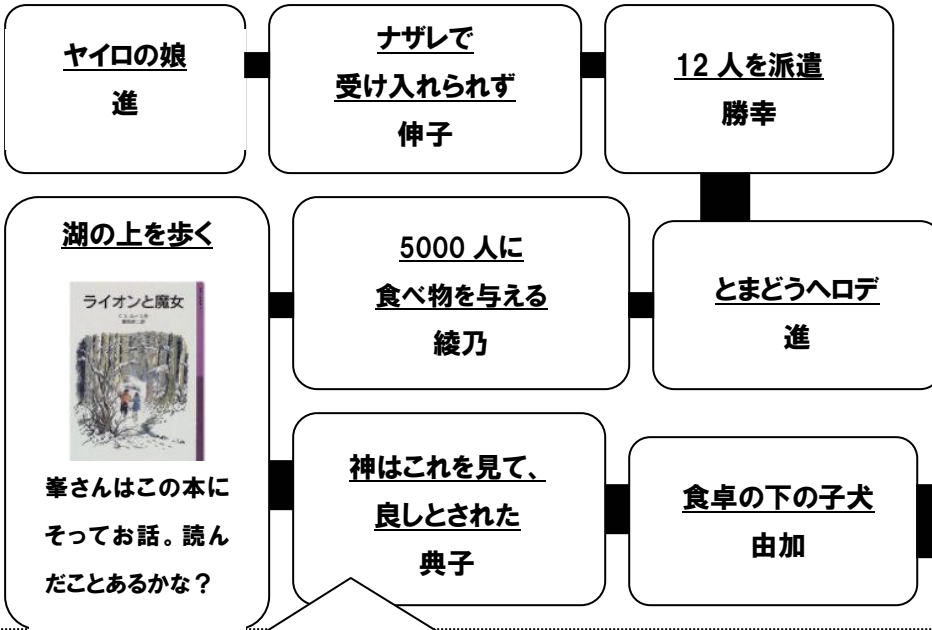 ヤイロの娘
進
ナザレで
受け入れられず
伸子
12 人を派遣
勝幸
とまどうヘロデ
進
5000 人に
食べ物を与える
綾乃
湖の上を歩く
ライオンと魔女
峯さんはこの本に
そってお話。読ん
だことあるかな？
神はこれを見て、
良しとされた
典子
食卓の下の子犬
由加